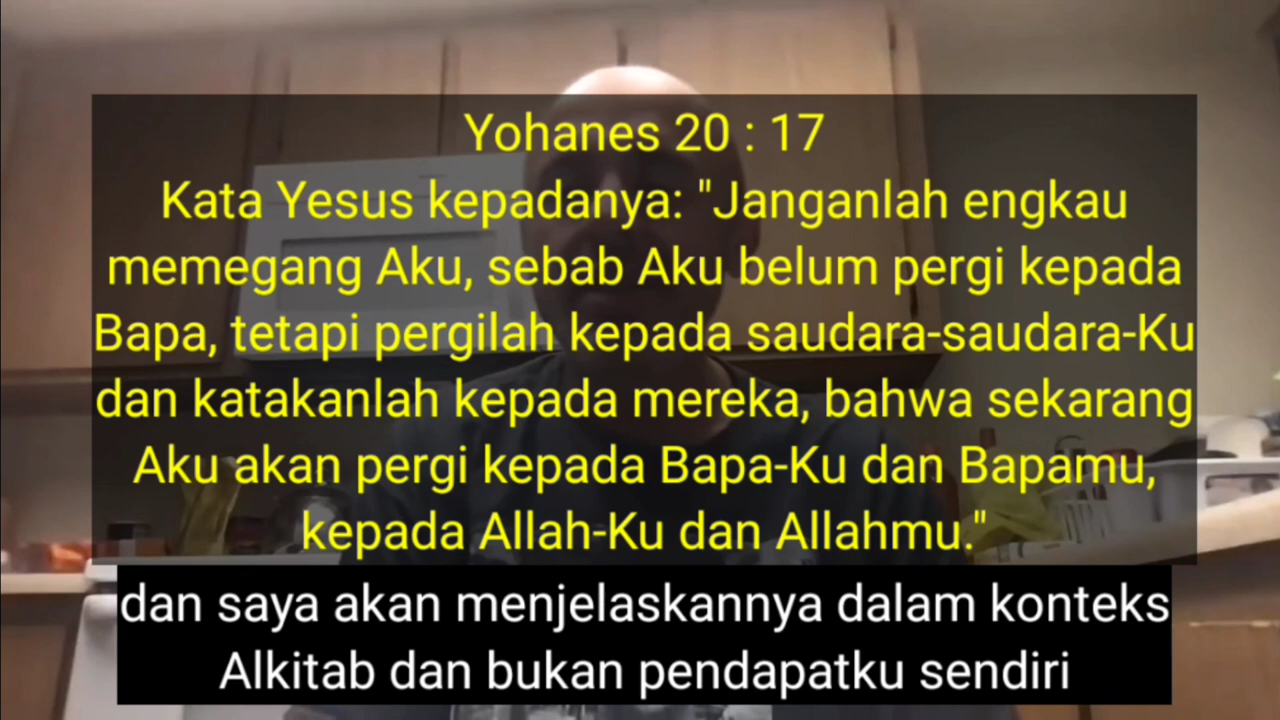 Yohanes 20 : 17
Kata Yesus kepadanya: "Janganlah engkau
memegang Aku, sebab Aku belum pergi kepada
Bapa, tetapi pergilah kepada saudara-saudara-Ku
dan katakanlah kepada mereka, bahwa sekarang
Aku akan pergi kepada Bapa-Ku dan Bapamu,
kepada Allah-Ku dan Allahmu."
dan saya akan menjelaskannya dalam konteks
Alkitab dan bukan pendapatku sendiri